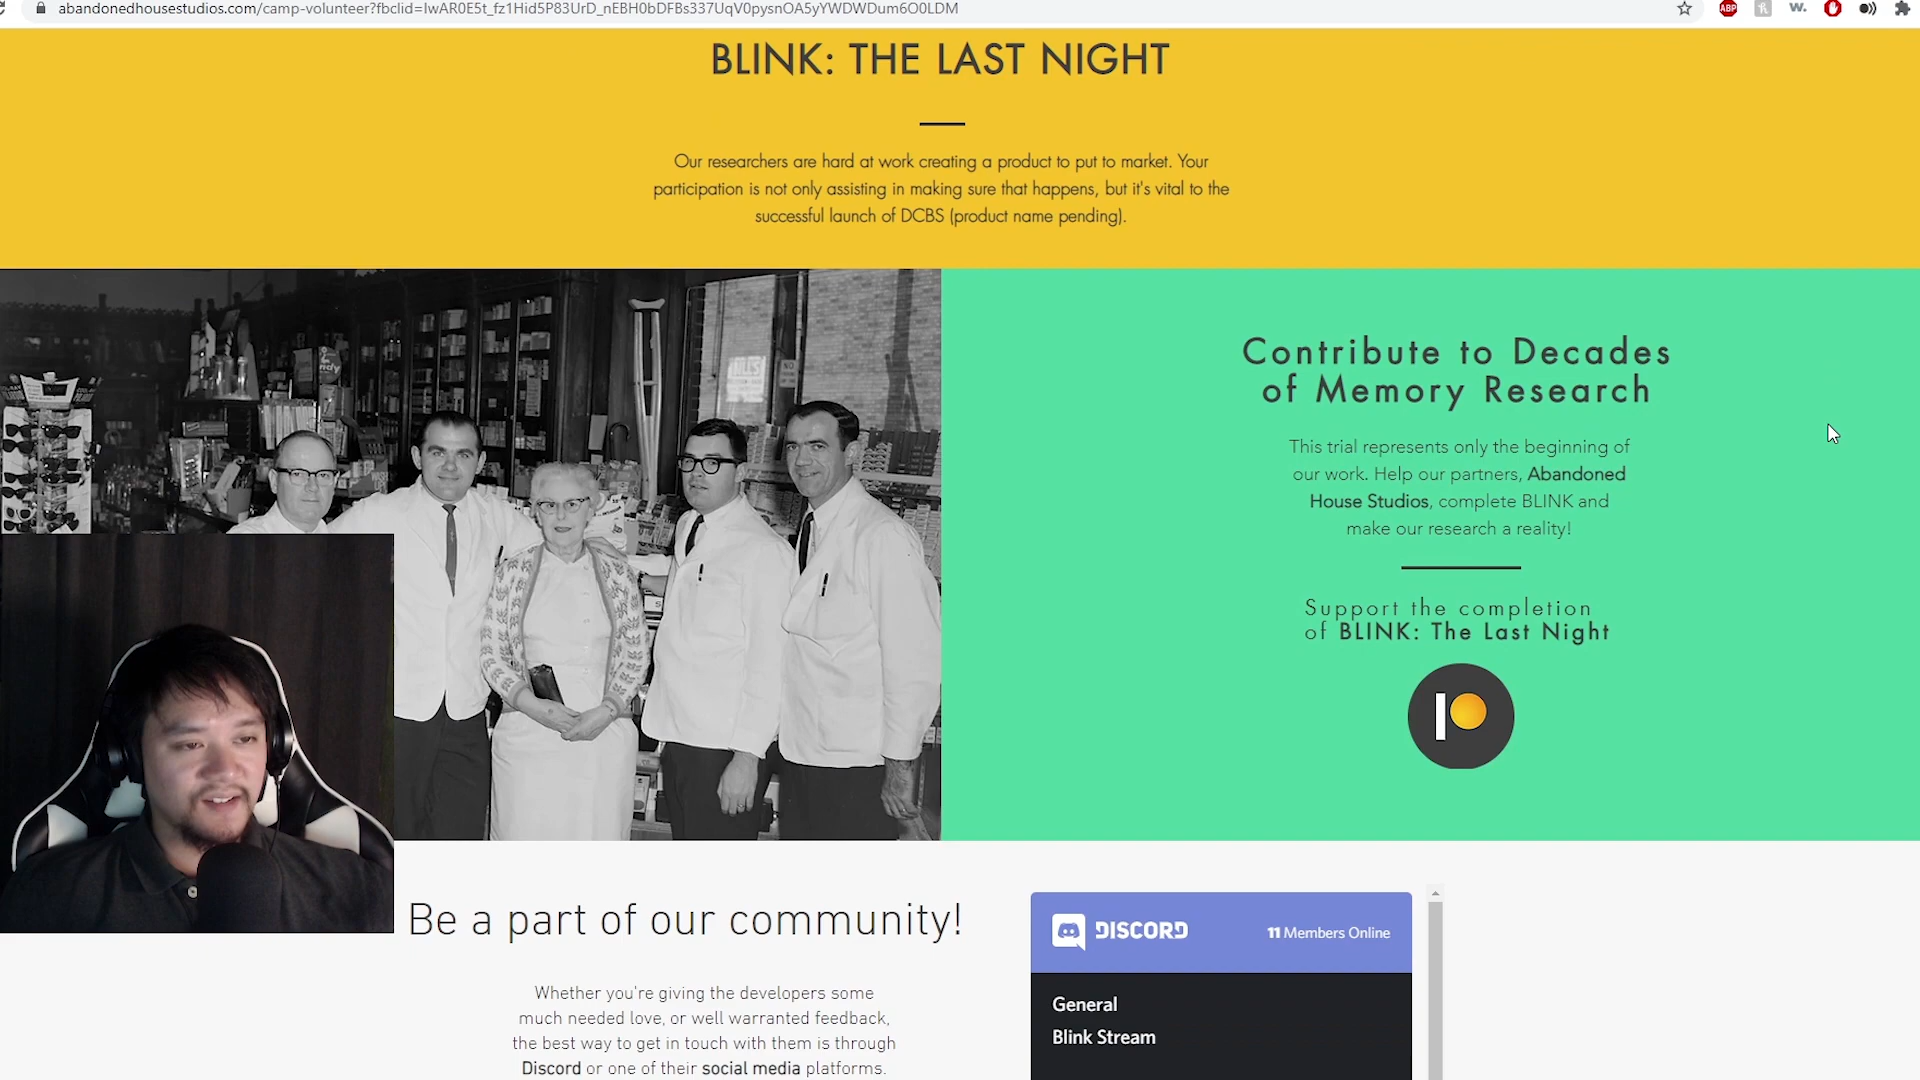 abandonedhousestudios.com/camp-volunteer?fbclid=IwAR0E5t_fz1Hid5P83UrD_nEBH0bDFBs337UqV0pysnOA5yYWDWDum6O0LDM
ABP
w.
BLINK: THE LAST NIGHT
Our researchers are hard at work creating a product to put to market. Your
participation is not only assisting in making sure that happens, but it's vital to the
successful launch of DCBS (product name pending).
Contribute to Decades
of Memory Research
This trial represents only the beginning of
our work. Help our partners, Abandoned
House Studios, complete BLINK and
make our research a reality!
Support the completion
of BLINK: The Last Night
Be a part of our community!
Whether you're giving the developers some
much needed love, or well warranted feedback,
the best way to get in touch with them is through
Discord or one of their social media platforms.
DISCORD
11 Members Online
General
Blink Stream